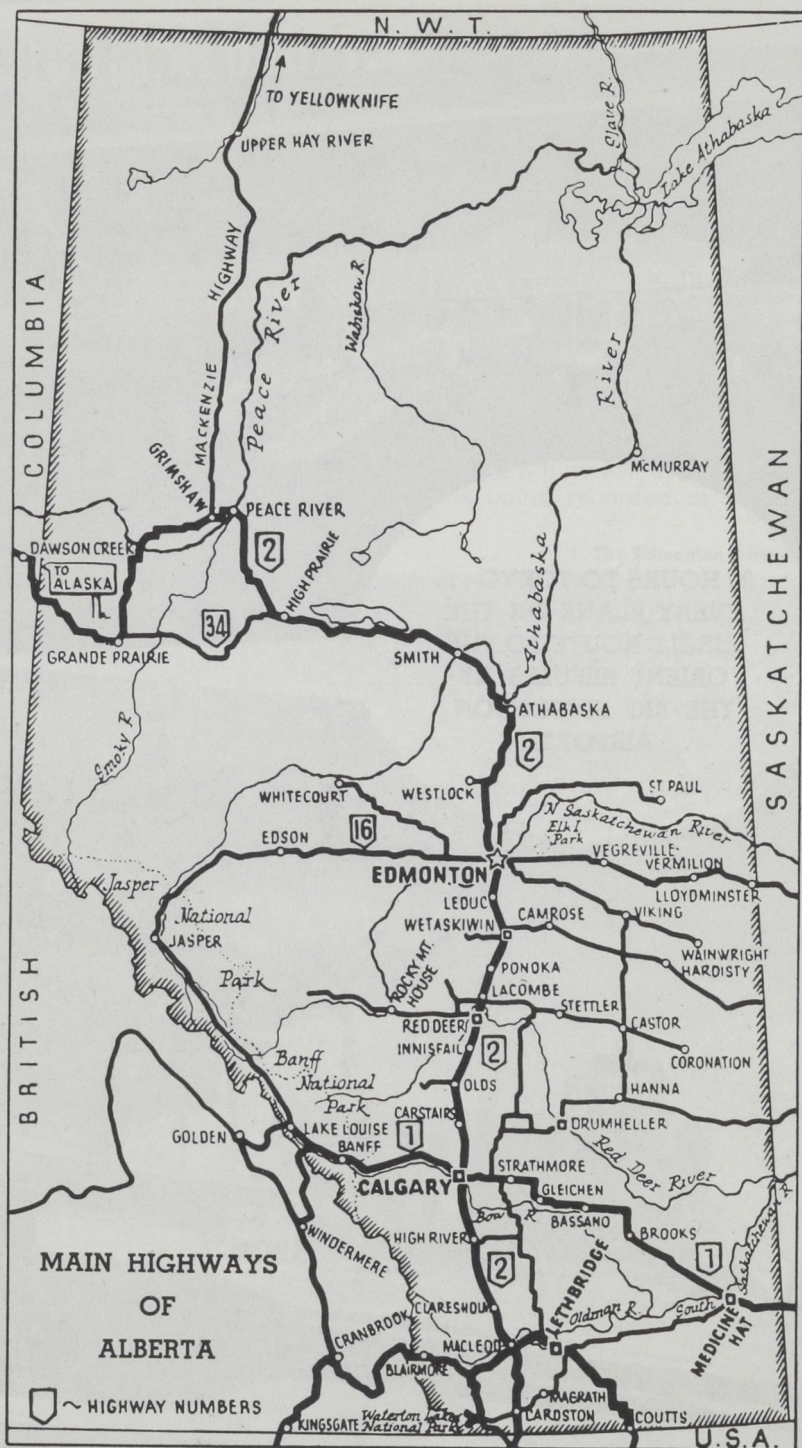 N. W. T.
TO YELLOWKNIFE
UPPER HAY RIVER
Slave R.
Lake Athabaska
MACKENZIE HIGHWAY
Peace River
Wabiskow R.
River
COLUMBIA
SASKATCHEWAN
McMURRAY
GRIMSHAW
PEACE RIVER
2
DAWSON CREEK
TO
ALASKA
HIGH PRAIRIE
34
GRANDE PRAIRIE
SMITH
Athabaska
ATHABASKA
2
Smoky R
WHITECOURT
WESTLOCK
ST PAUL
N Saskatchewan River
Elk I
Park
EDSON
16
VEGREVILLE
VERMILION
EDMONTON
LLOYDMINSTER
Jasper
National
Park
JASPER
LEDUC
WETASKIWIN
CAMROSE
VIKING
WAINWRIGHT
HARDISTY
PONOKA
ROCKY MT.
HOUSE
LACOMBE
STETTLER
RED DEER
CASTOR
INNISFAIL
2
CORONATION
BRITISH
Banff
National
Park
OLDS
HANNA
CARSTAIRS
DRUMHELLER
GOLDEN
LAKE LOUISE
BANFF
1
Red Deer River
STRATHMORE
CALGARY
GLEICHEN
Bow R
BASSANO
HIGH RIVER
BROOKS
WINDERMERE
2
1
South Saskatchewan R
CLARESHOLM
LETHBRIDGE
Oldman R.
MEDICINE
HAT
CRANBROOK
MACLEOD
BLAIRMORE
MAGRATH
CARDSTON
COUTTS
KINGSGATE
Waterton Lakes
National Park
U.S.A.
MAIN HIGHWAYS
OF
ALBERTA
~ HIGHWAY NUMBERS